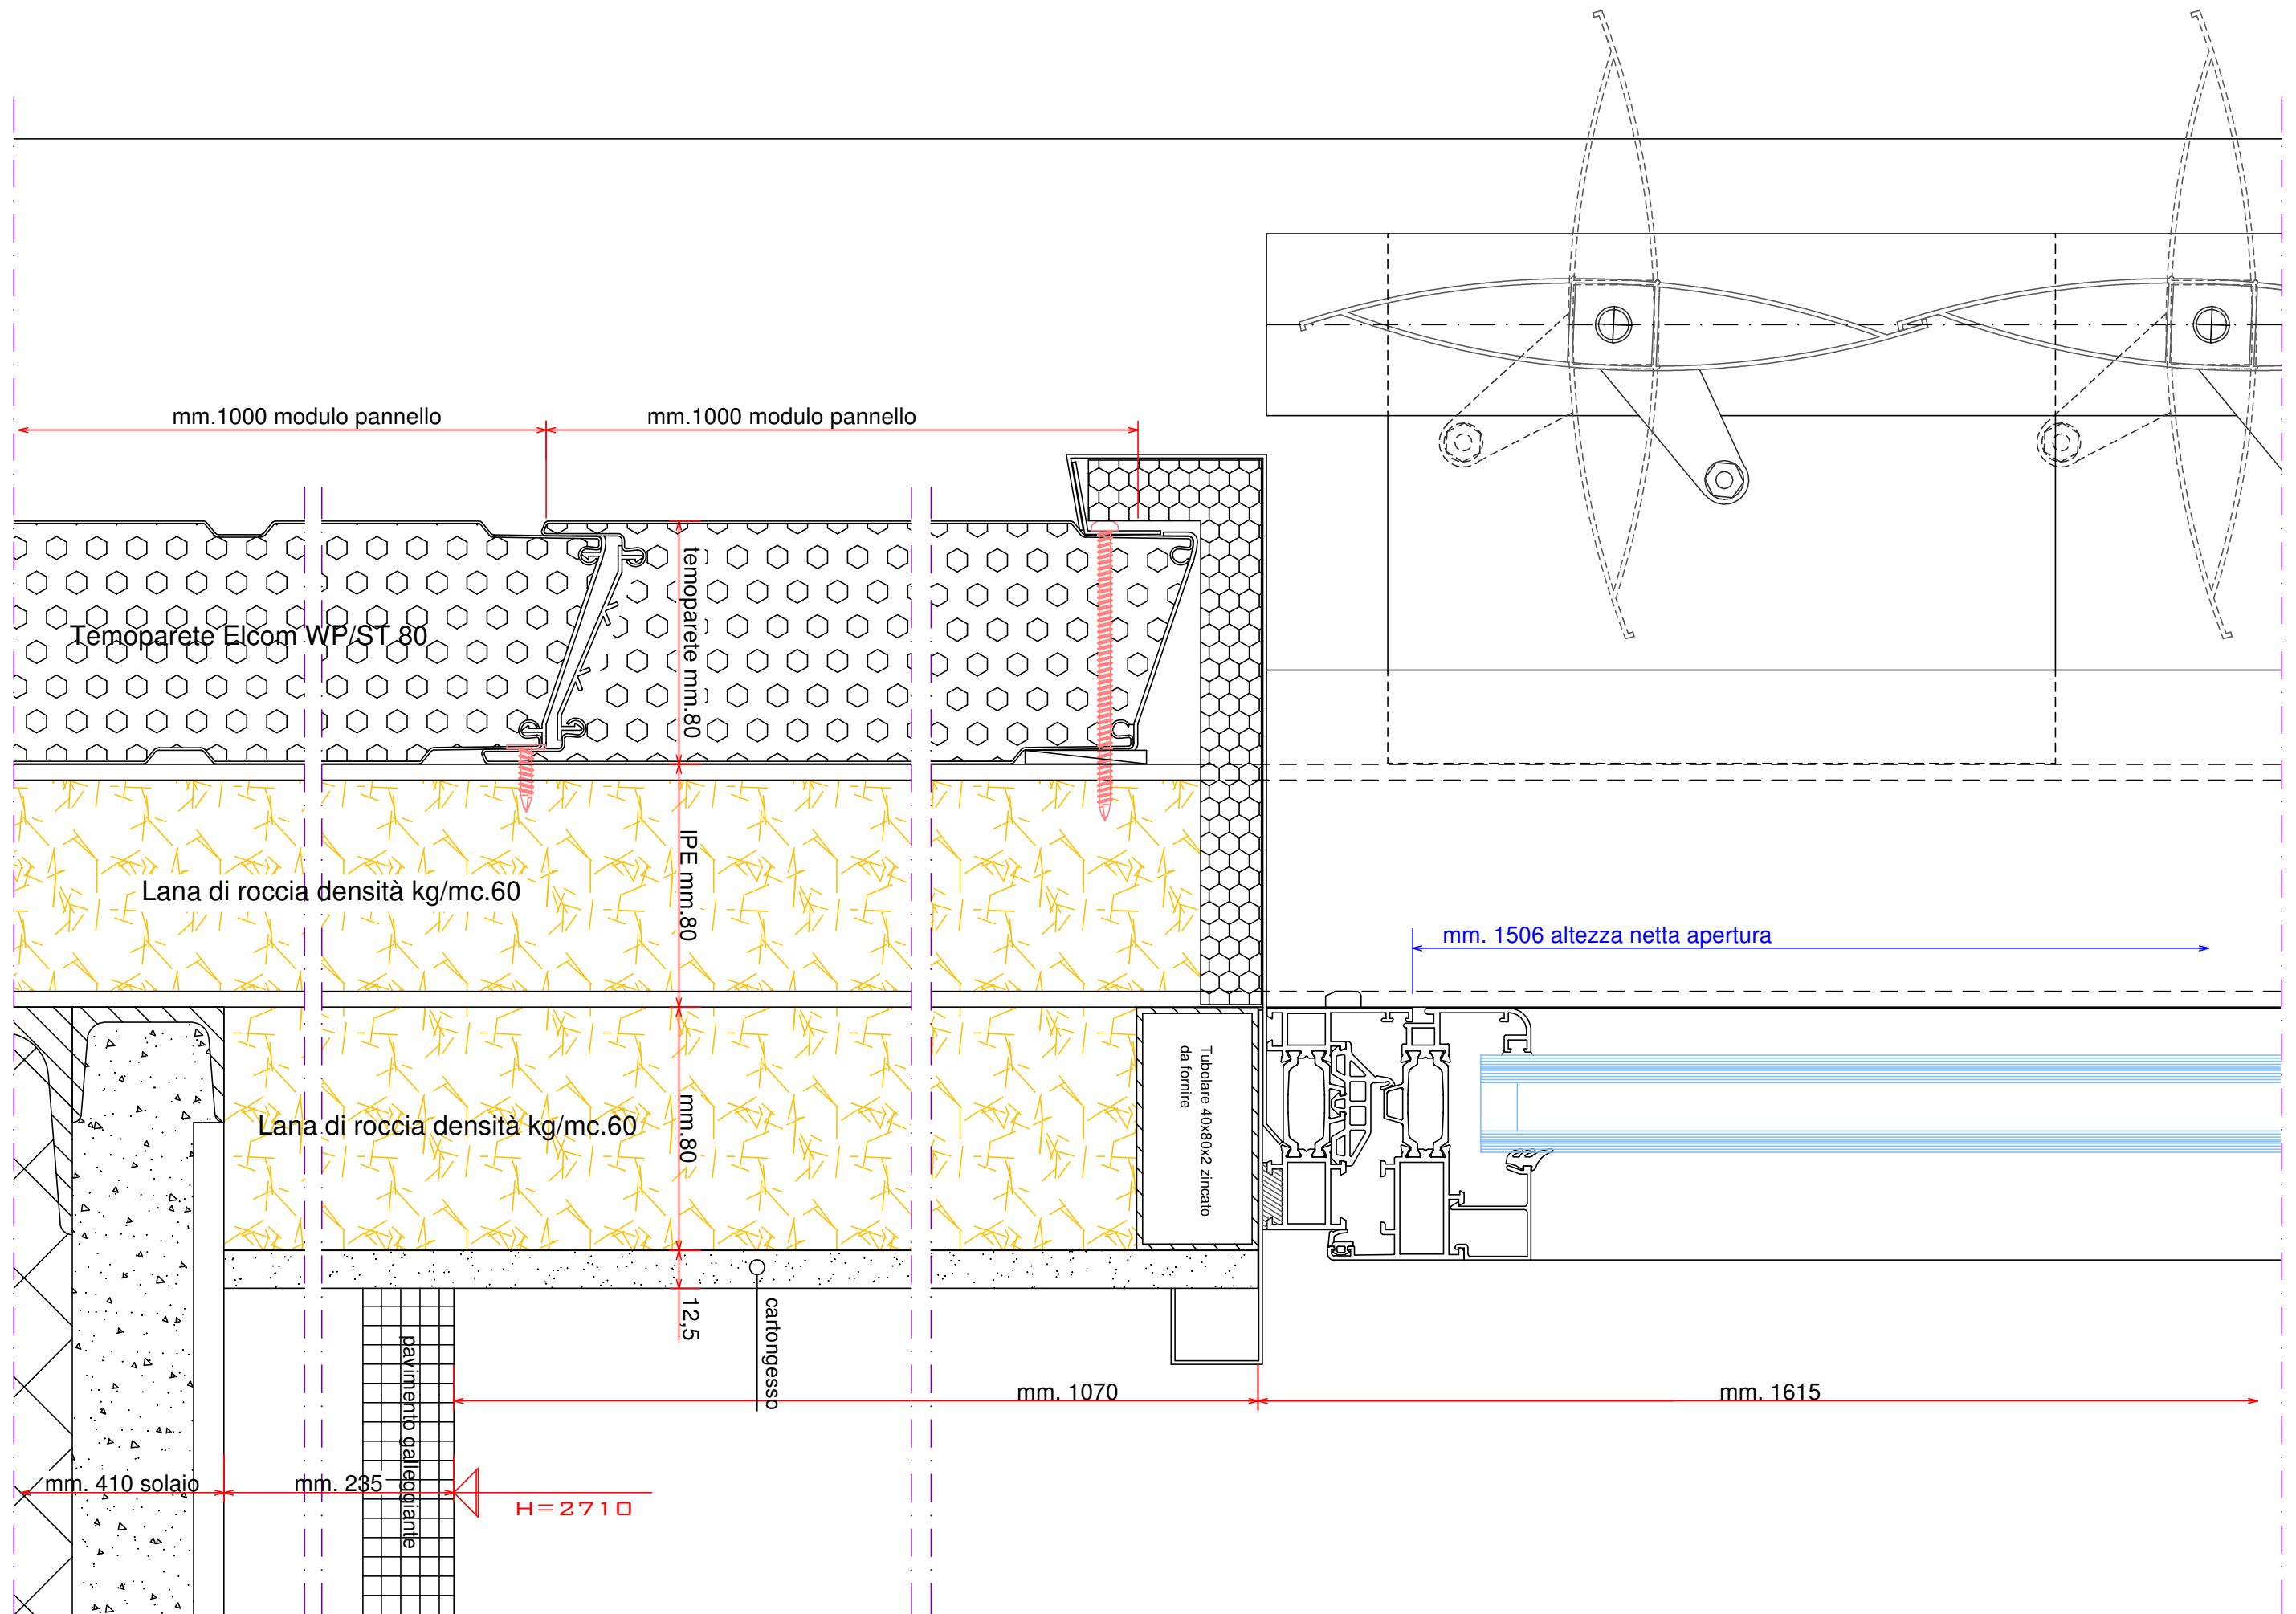 mm.1000 modulo pannello
mm.1000 modulo pannello
Temoparete Elcom WP/ST 80
temoparete mm.80
Lana di roccia densità kg/mc.60
IPE mm.80
mm. 1506 altezza netta apertura
Lana di roccia densità kg/mc.60
mm.80
Tubolare 40x80x2 zincato
da fornire
12,5
cartongesso
pavimento galleggiante
mm. 1070
mm. 1615
mm. 410 solaio
mm. 235
H=2710